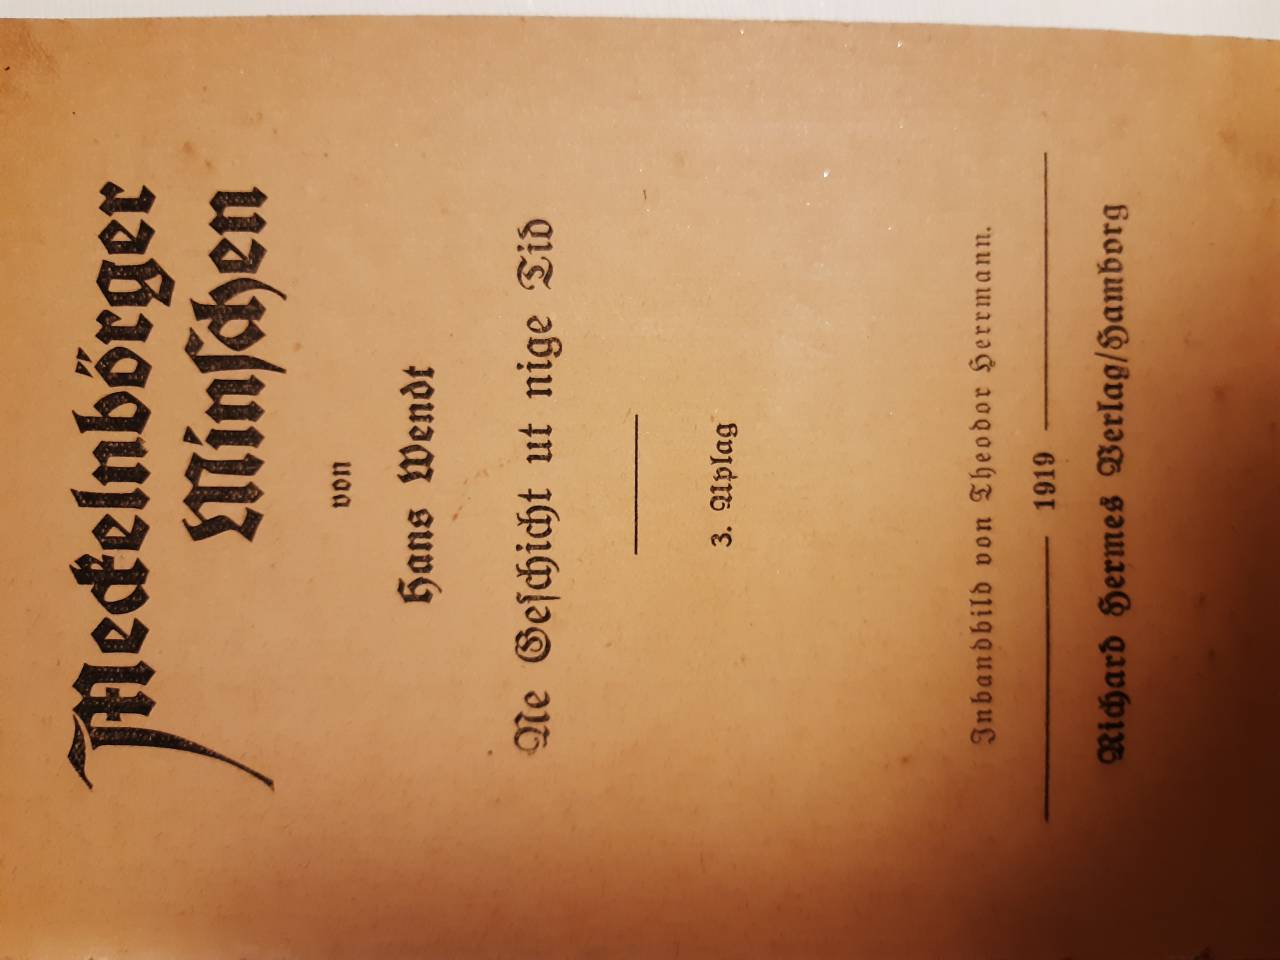 Meckelnbörger
Minschen
von
Hans Wendt
Ne Geschicht ut nige Tid
3. Uplag
Inbandbild von Theodor Herrmann.
1919
Richard Hermes Verlag/Hamborg